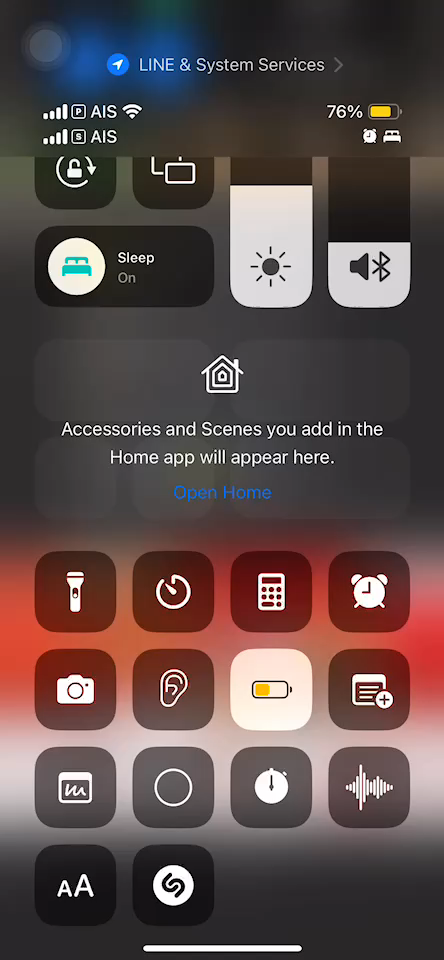 LINE & System Services
P AIS 76%
S AIS
Sleep
On
Accessories and Scenes you add in the
Home app will appear here.
Open Home
AA